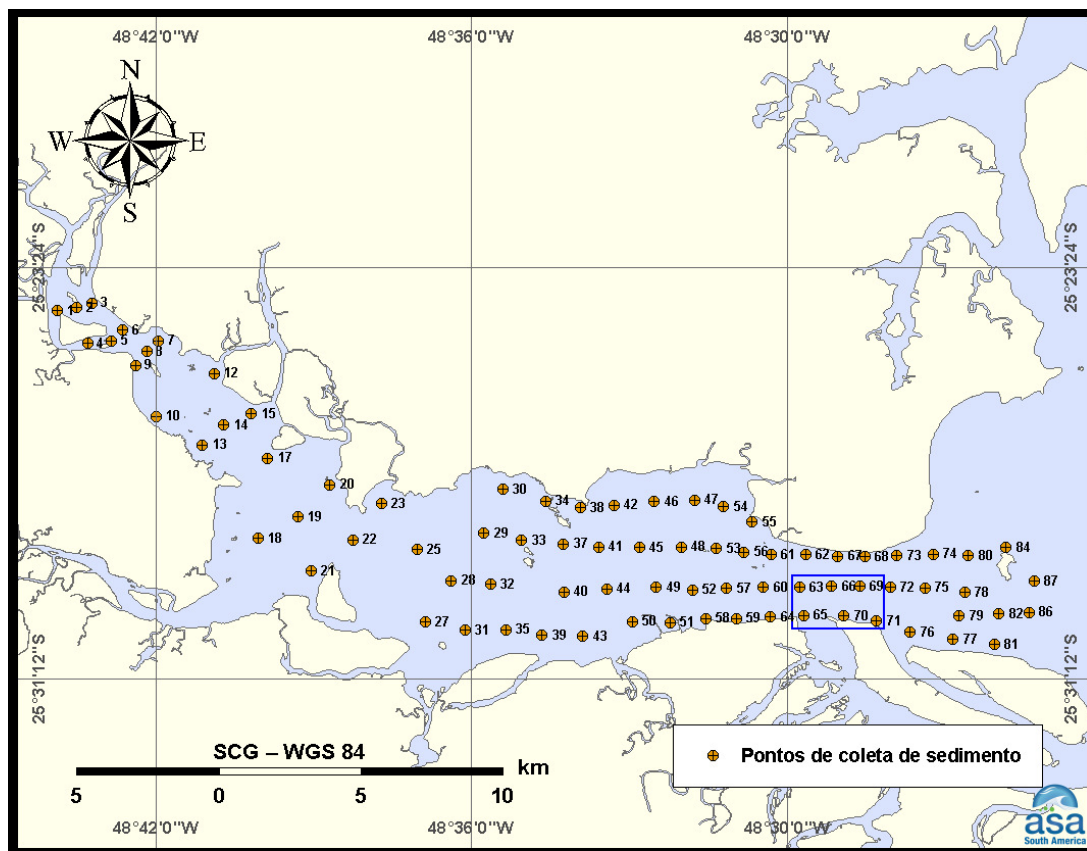 48°42'0"W 48°36'0"W 48°30'0"W
N
W E
S
25°23'24"S 25°23'24"S
1 2 3
4 5 6 7
8
9
12
10
15
14
13
17
20
23
30
34 38 42 46 47 54
55
19
18 22
29 33
25
37 41 45 48 53 56 61 62 67 68 73 74 80 84
21
28 32
40 44 49 52 57 60 63 66 69 72 75 78 87
27 31 35 39 43 50 51 58 59 64 65 70 71 76 77 79 82 86
81
25°31'12"S 25°31'12"S
SCG – WGS 84
km
5 0 5 10
Pontos de coleta de sedimento
48°42'0"W 48°36'0"W 48°30'0"W
asa
South America